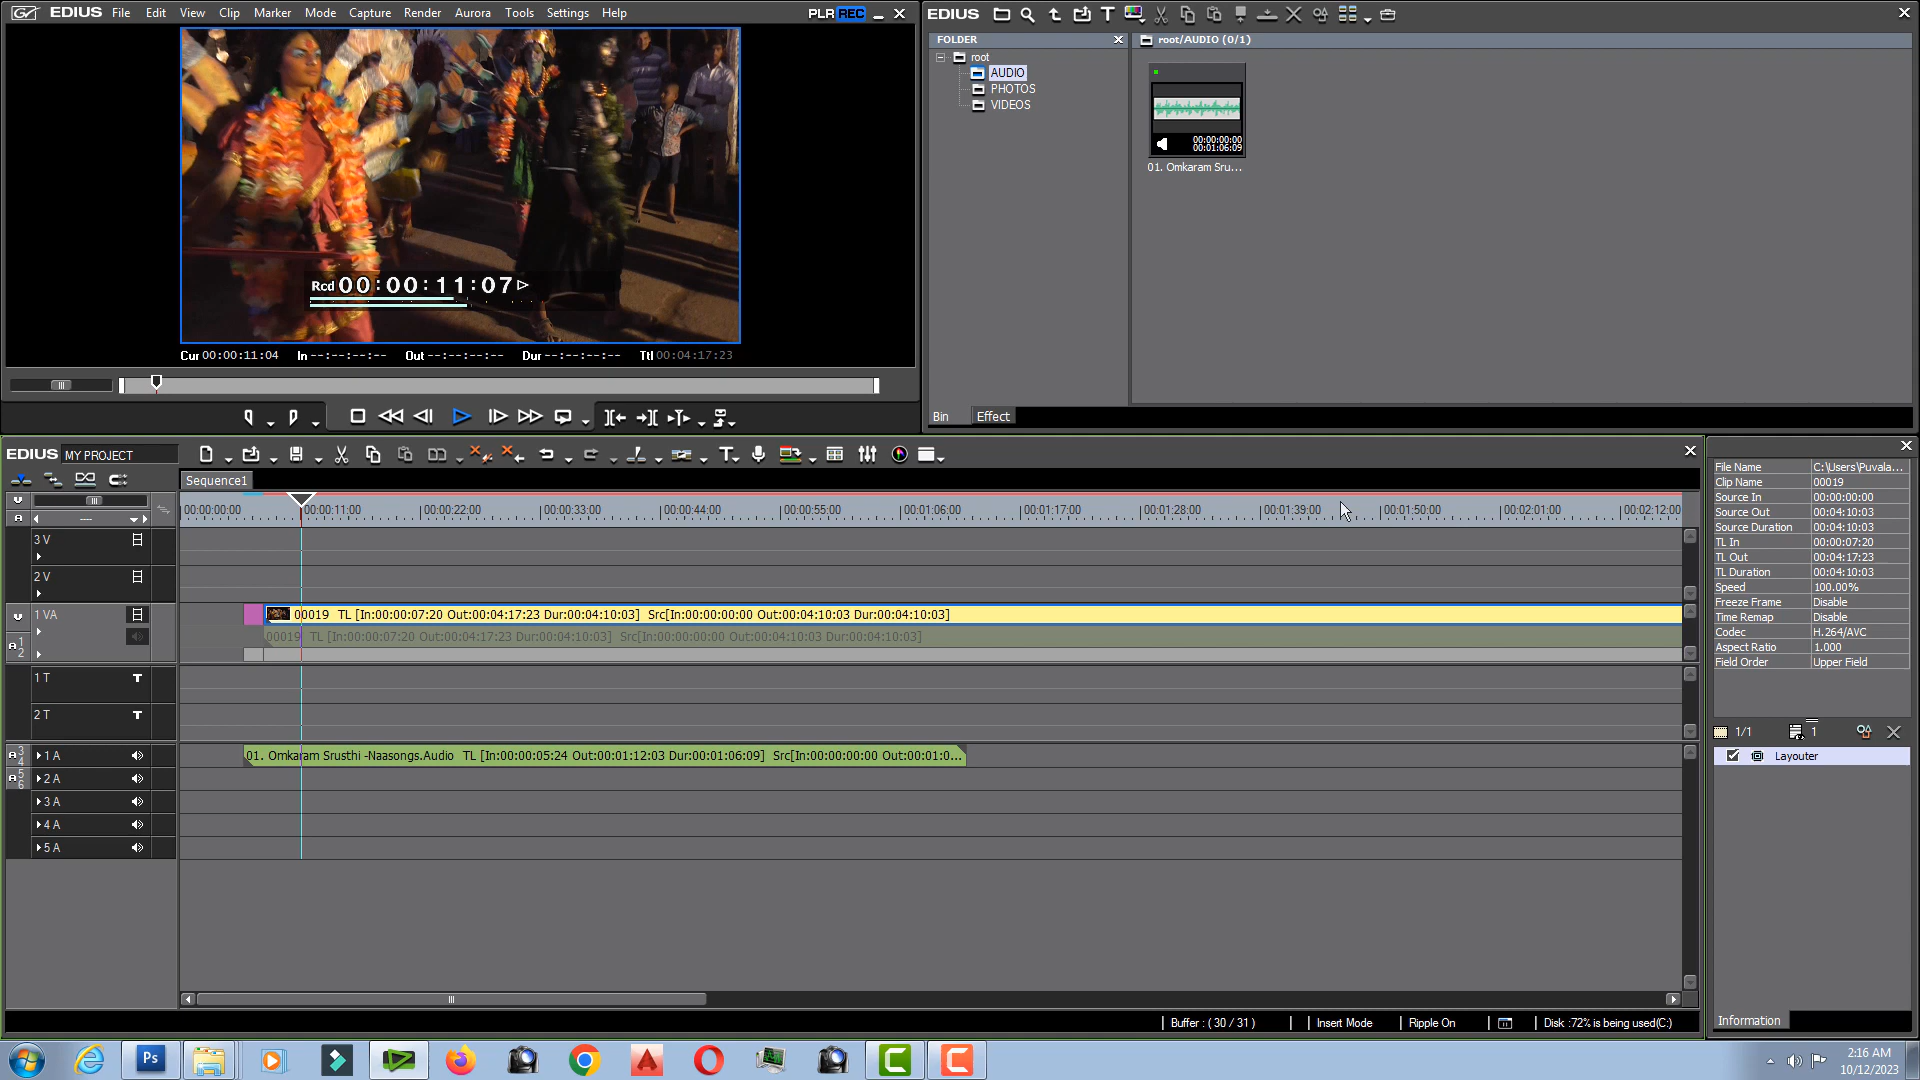 EDIUS File Edit View Clip Marker Mode Capture Render Aurora Tools Settings Help PLR REC
Rcd 00:00:11:07
Cur 00:00:11:04 In --:--:--:-- Out --:--:--:-- Dur --:--:--:-- Ttl 00:04:17:23
EDIUS
FOLDER
root
AUDIO
PHOTOS
VIDEOS
root/AUDIO (0/1)
00:00:00:00
00:01:06:09
01. Omkaram Sru...
Bin Effect
EDIUS MY PROJECT
Sequence1
00:00:00:00 00:00:11:00 00:00:22:00 00:00:33:00 00:00:44:00 00:00:55:00 00:01:06:00 00:01:17:00 00:01:28:00 00:01:39:00 00:01:50:00 00:02:01:00 00:02:12:00
3 V
2 V
1 VA
1
2
00019 TL [In:00:00:07:20 Out:00:04:17:23 Dur:00:04:10:03] Src[In:00:00:00:00 Out:00:04:10:03 Dur:00:04:10:03]
00019 TL [In:00:00:07:20 Out:00:04:17:23 Dur:00:04:10:03] Src[In:00:00:00:00 Out:00:04:10:03 Dur:00:04:10:03]
1 T T
2 T T
3
4
1 A
01. Omkaram Srusthi -Naasongs.Audio TL [In:00:00:05:24 Out:00:01:12:03 Dur:00:01:06:09] Src[In:00:00:00:00 Out:00:01:0...
5
6
2 A
3 A
4 A
5 A
File Name C:\Users\Puvala...
Clip Name 00019
Source In 00:00:00:00
Source Out 00:04:10:03
Source Duration 00:04:10:03
TL In 00:00:07:20
TL Out 00:04:17:23
TL Duration 00:04:10:03
Speed 100.00%
Freeze Frame Disable
Time Remap Disable
Codec H.264/AVC
Aspect Ratio 1.000
Field Order Upper Field
1/1 1
Layouter
Information
Buffer : ( 30 / 31 ) Insert Mode Ripple On Disk :72% is being used(C:)
Ps
2:16 AM
10/12/2023